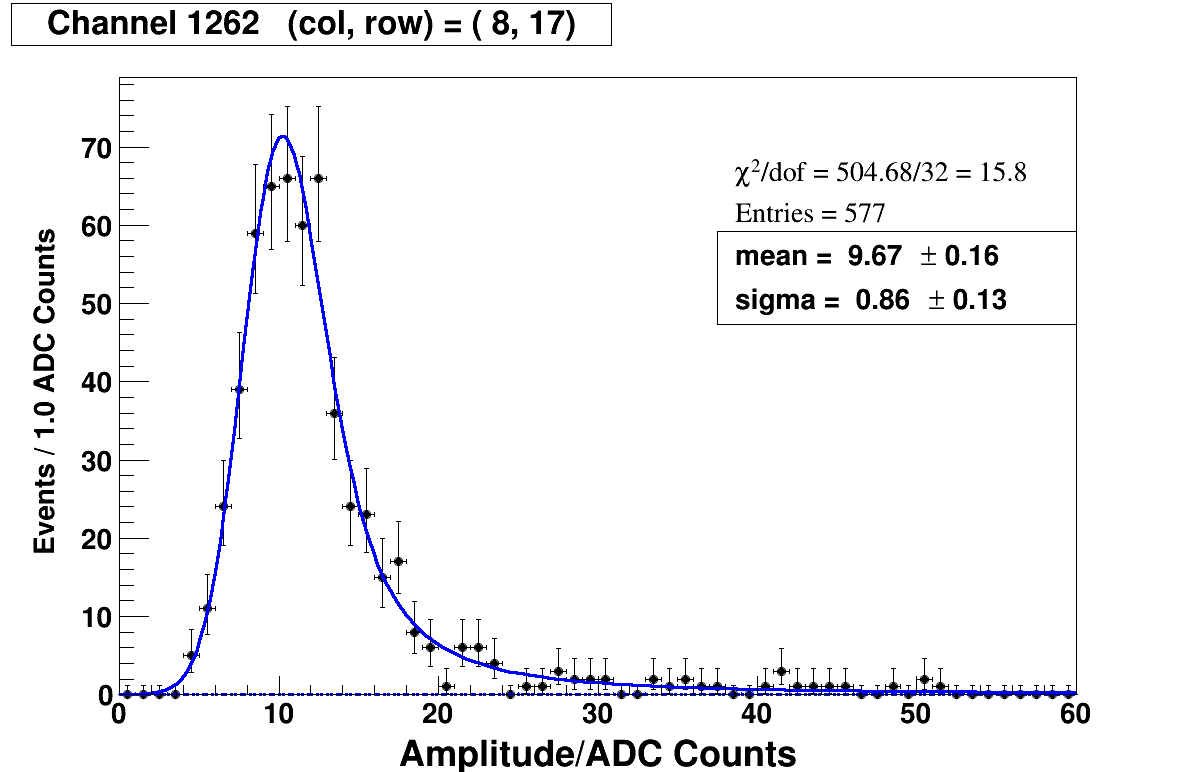 Channel 1262 (col, row) = ( 8, 17)
χ²/dof = 504.68/32 = 15.8
Entries = 577
mean = 9.67 ± 0.16
sigma = 0.86 ± 0.13
Events / 1.0 ADC Counts
70
60
50
40
30
20
10
0
0 10 20 30 40 50 60
Amplitude/ADC Counts